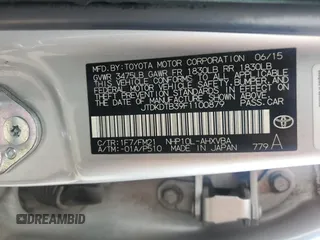 MFD.BY:TOYOTA MOTOR CORPORATION 06/15
GVWR 3475LB GAWR FR 1830LB RR 1830LB
THIS VEHICLE CONFORMS TO ALL APPLICABLE
FEDERAL MOTOR VEHICLE SAFETY, BUMPER, AND
THEFT PREVENTION STANDARDS IN EFFECT ON
THE DATE OF MANUFACTURE SHOWN ABOVE.
JTDKDTB39F1100879 PASS.CAR
C/TR:1F7/FM21 NHP10L-AHXVBA
A/TM:-01A/P510 MADE IN JAPAN 779 A
TOYOTA
DREAMBID